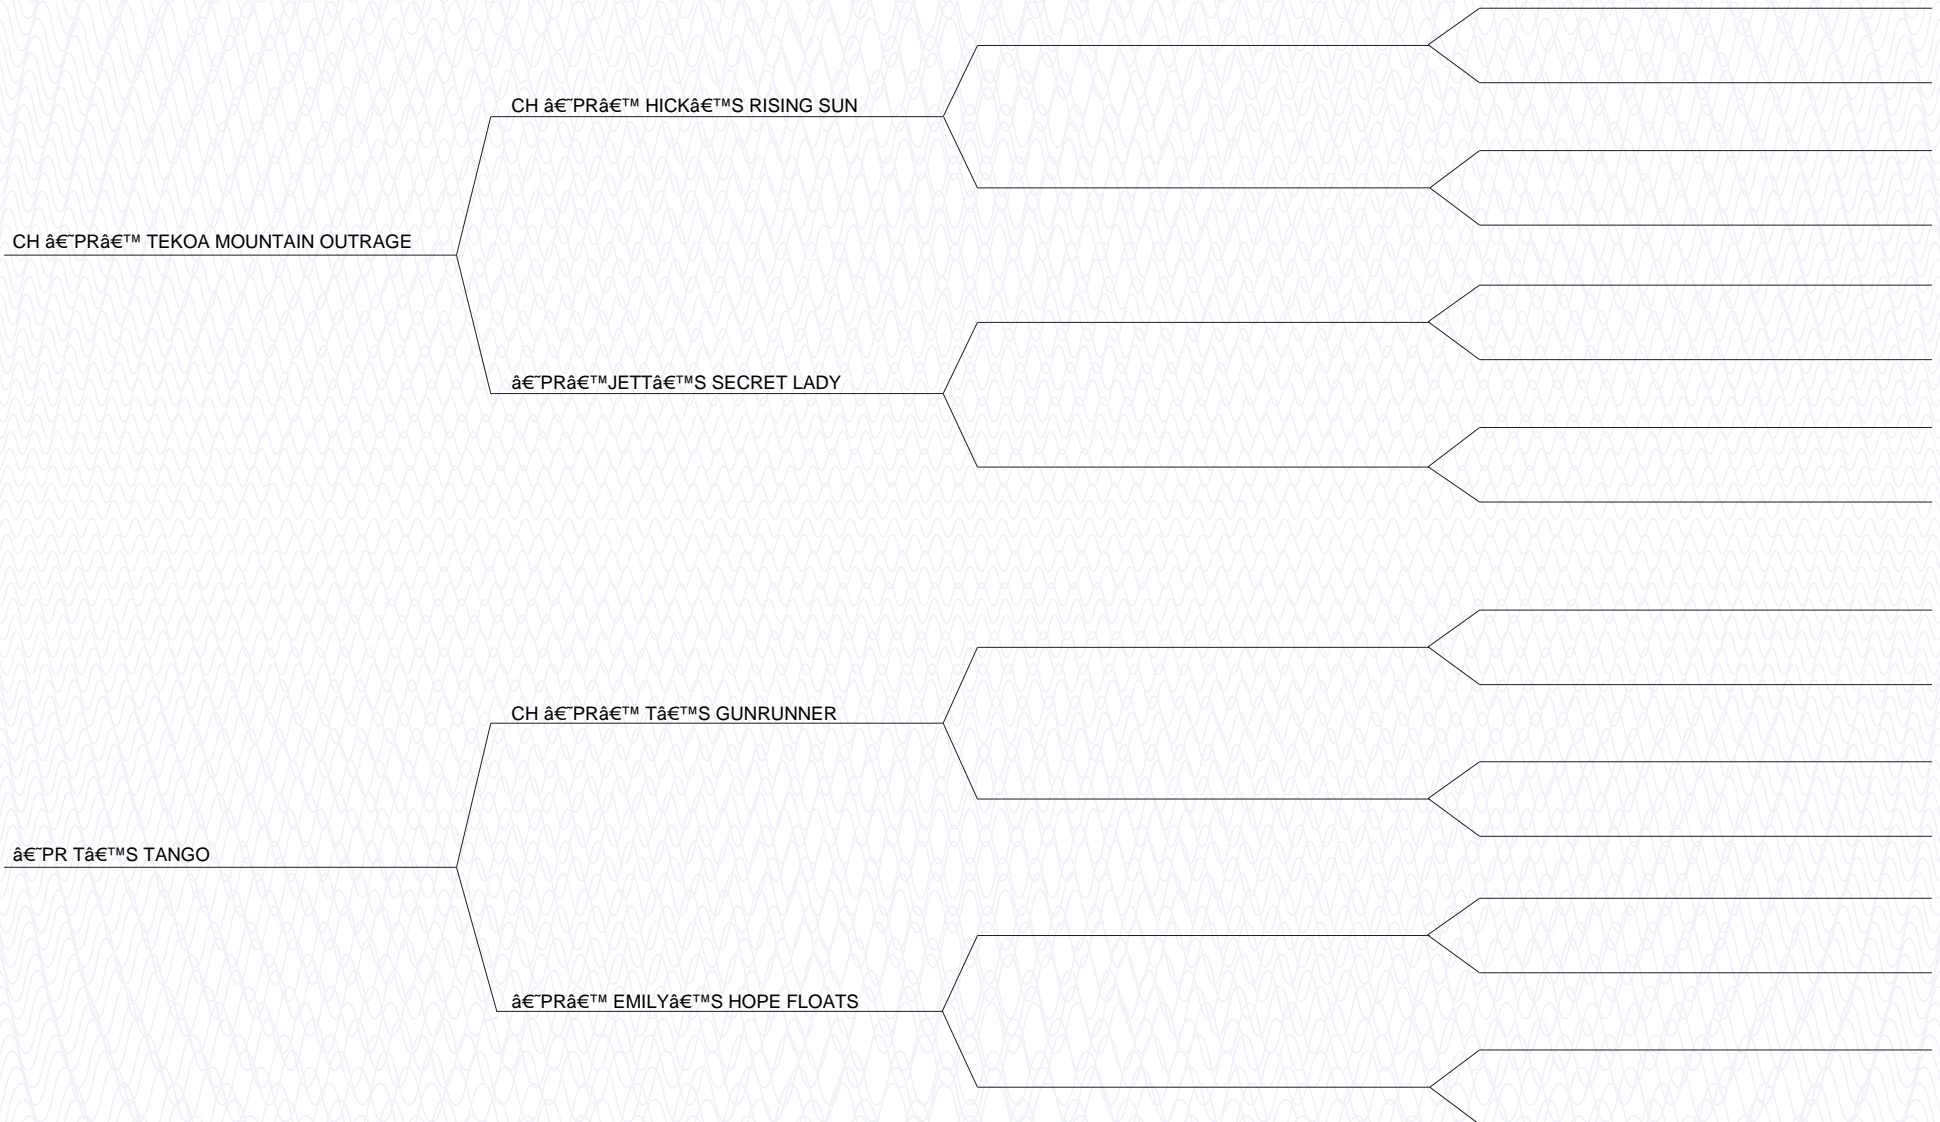 CH â€˜PRâ€™ HICKâ€™S RISING SUN
CH â€˜PRâ€™ TEKOA MOUNTAIN OUTRAGE
â€˜PRâ€™JETTâ€™S SECRET LADY
CH â€˜PRâ€™ Tâ€™S GUNRUNNER
â€˜PR Tâ€™S TANGO
â€˜PRâ€™ EMILYâ€™S HOPE FLOATS